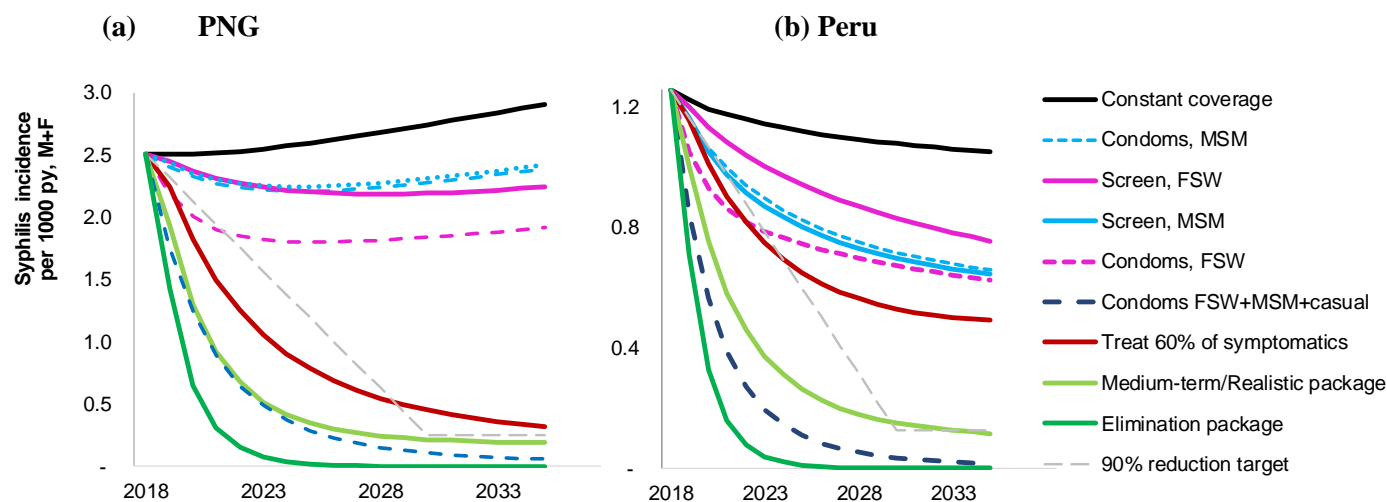 (a) PNG
(b) Peru
Syphilis incidence
per 1000 py, M+F
3.0
2.5
2.0
1.5
1.0
0.5
-
2018 2023 2028 2033
1.2
0.8
0.4
-
2018 2023 2028 2033
Constant coverage
Condoms, MSM
Screen, FSW
Screen, MSM
Condoms, FSW
Condoms FSW+MSM+casual
Treat 60% of symptomatics
Medium-term/Realistic package
Elimination package
90% reduction target